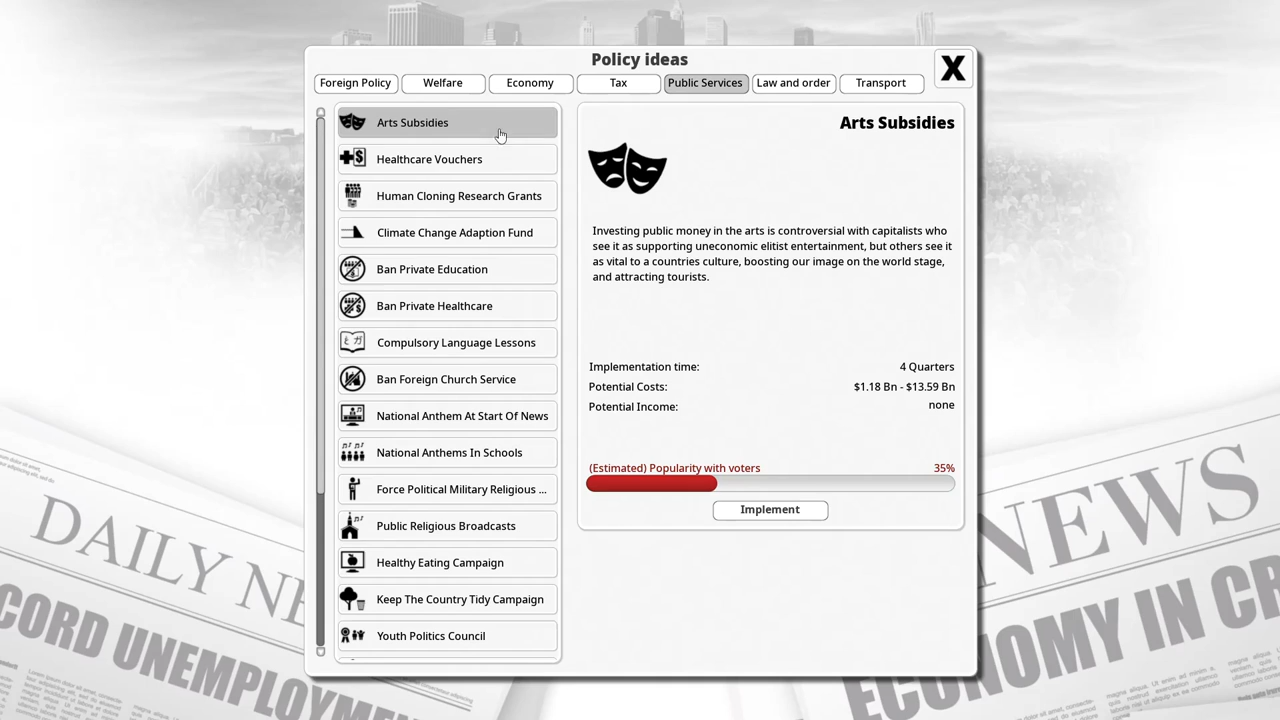 Policy ideas
X
Foreign Policy
Welfare
Economy
Tax
Public Services
Law and order
Transport
Arts Subsidies
Healthcare Vouchers
Human Cloning Research Grants
Climate Change Adaption Fund
Ban Private Education
Ban Private Healthcare
Compulsory Language Lessons
Ban Foreign Church Service
National Anthem At Start Of News
National Anthems In Schools
Force Political Military Religious ...
Public Religious Broadcasts
Healthy Eating Campaign
Keep The Country Tidy Campaign
Youth Politics Council
Arts Subsidies
Investing public money in the arts is controversial with capitalists who
see it as supporting uneconomic elitist entertainment, but others see it
as vital to a countries culture, boosting our image on the world stage,
and attracting tourists.
Implementation time: 4 Quarters
Potential Costs: $1.18 Bn - $13.59 Bn
Potential Income: none
(Estimated) Popularity with voters 35%
Implement
DAILY NE
CORD UNEMPLOYM
NEWS
ECONOMY IN CR